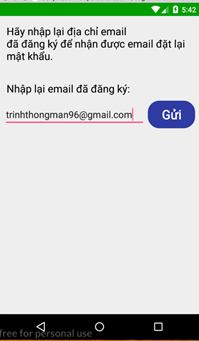 5:42
Hãy nhập lại địa chỉ email
đã đăng ký để nhận được email đặt lại
mật khẩu.
Nhập lại email đã đăng ký:
trinhthongman96@gmail.com
Gửi
free for personal use